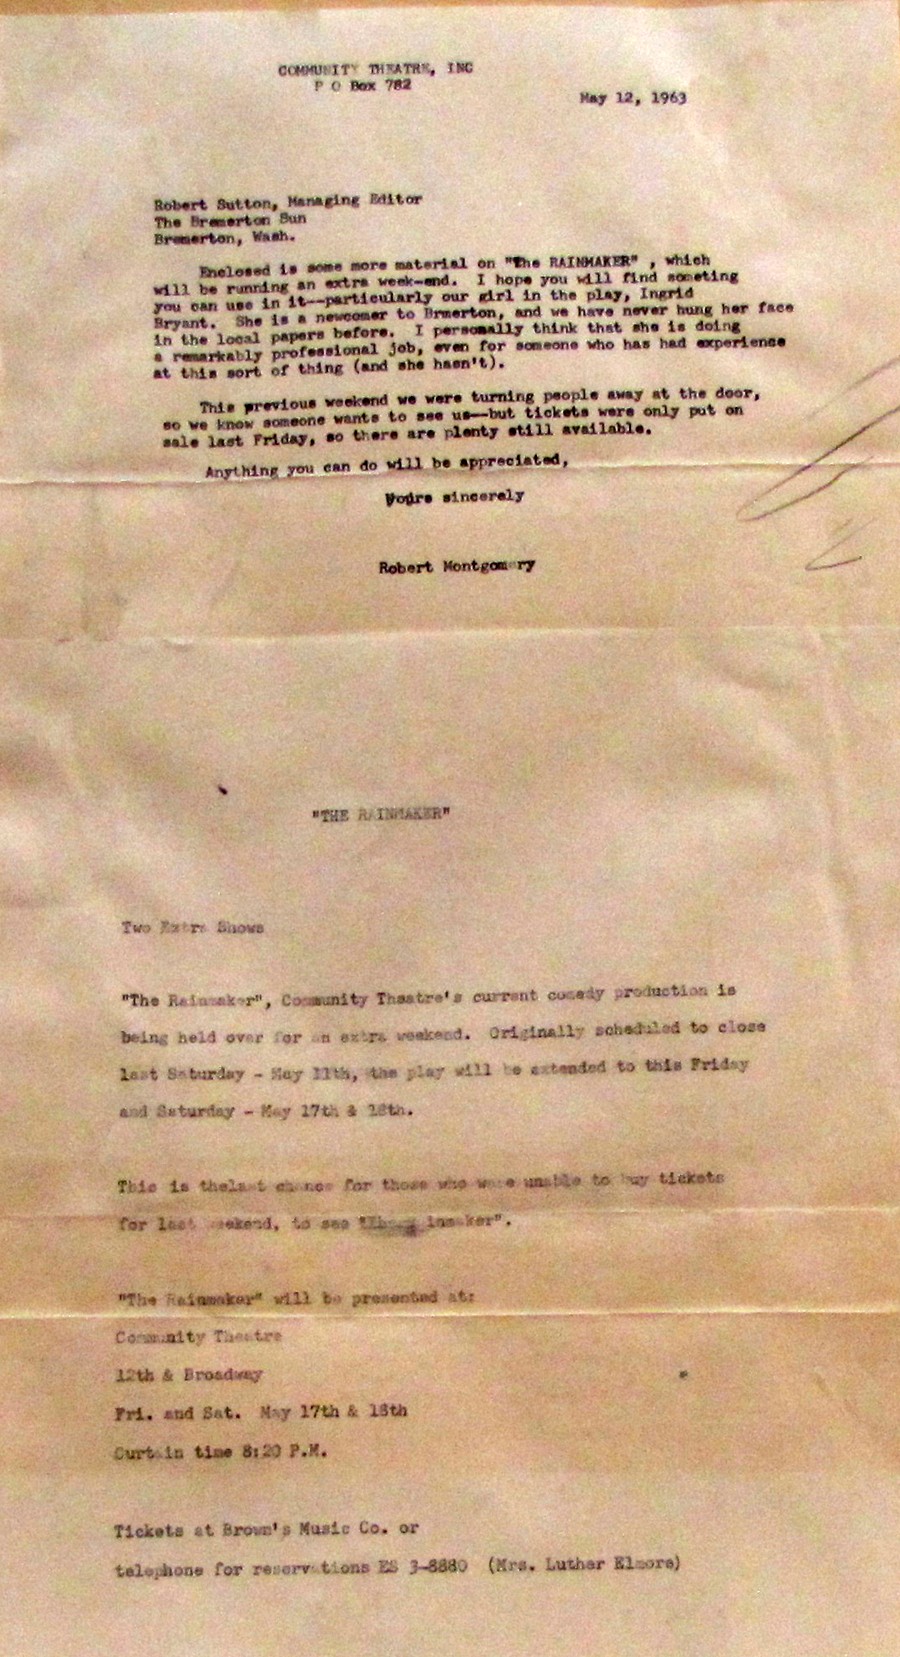 COMMUNITY THEATRE, INC
P O Box 782
May 12, 1963
Robert Sutton, Managing Editor
The Bremerton Sun
Bremerton, Wash.
Enclosed is some more material on "The RAINMAKER" , which
will be running an extra week-end. I hope you will find someting
you can use in it--particularly our girl in the play, Ingrid
Bryant. She is a newcomer to Brmerton, and we have never hung her face
in the local papers before. I personally think that she is doing
a remarkably professional job, even for someone who has had experience
at this sort of thing (and she hasn't).
This previous weekend we were turning people away at the door,
so we know someone wants to see us--but tickets were only put on
sale last Friday, so there are plenty still available.
Anything you can do will be appreciated,
Yours sincerely
Robert Montgomery
"THE RAINMAKER"
Two Extra Shows
"The Rainmaker", Community Theatre's current comedy production is
being held over for an extra weekend. Originally scheduled to close
last Saturday - May 11th, the play will be extended to this Friday
and Saturday - May 17th & 18th.
This is thelast chance for those who were unable to buy tickets
for last weekend, to see inmaker".
"The Rainmaker" will be presented at:
Community Theatre
12th & Broadway
Fri. and Sat. May 17th & 18th
Curtain time 8:20 P.M.
Tickets at Brown's Music Co. or
telephone for reservations ES 3-8880 (Mrs. Luther Elmore)